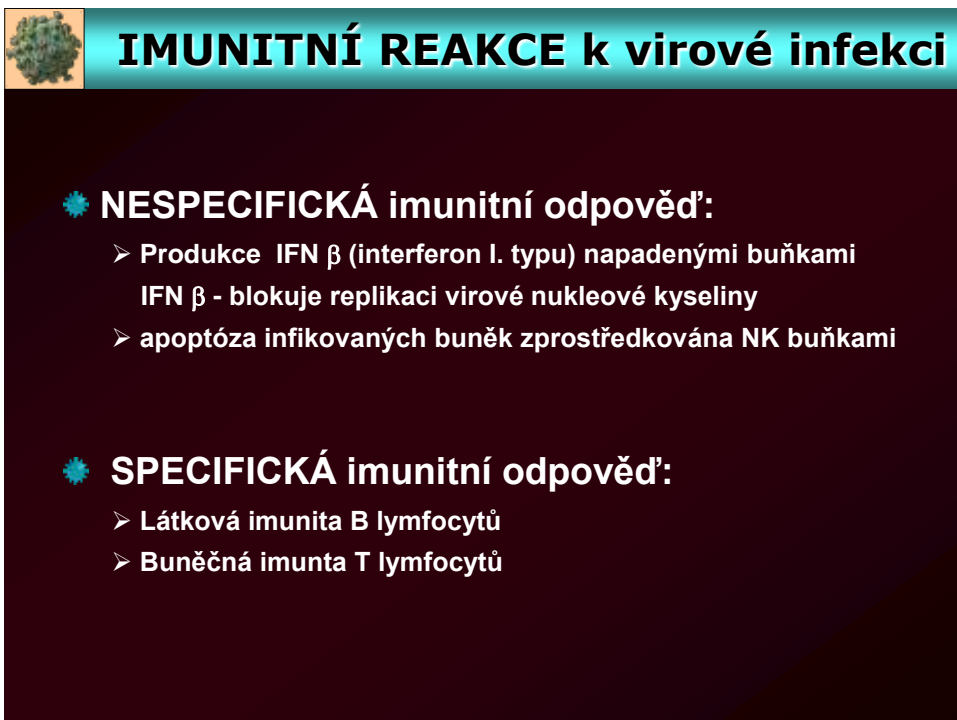 IMUNITNÍ REAKCE k virové infekci
NESPECIFICKÁ imunitní odpověď:
➢ Produkce IFN β (interferon I. typu) napadenými buňkami
IFN β - blokuje replikaci virové nukleové kyseliny
➢ apoptóza infikovaných buněk zprostředkována NK buňkami
SPECIFICKÁ imunitní odpověď:
➢ Látková imunita B lymfocytů
➢ Buněčná imunta T lymfocytů